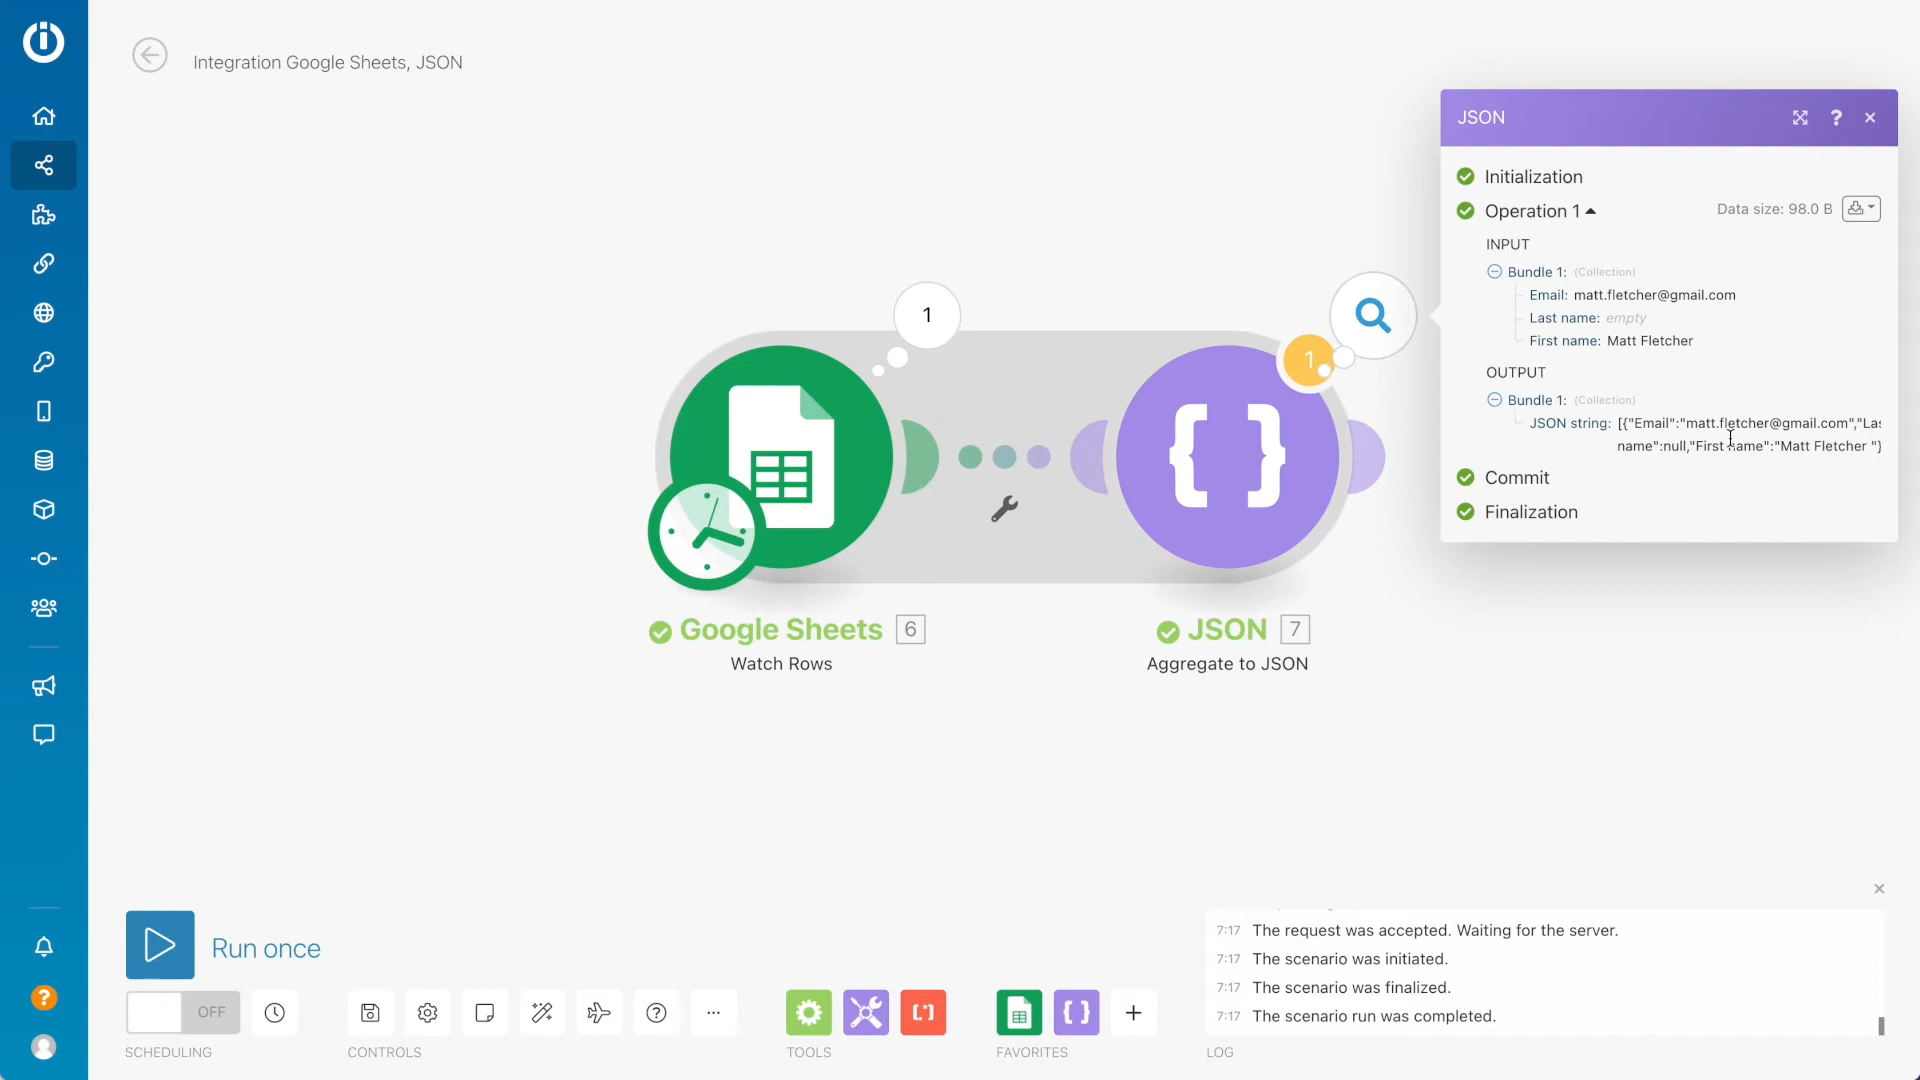 Integration Google Sheets, JSON
JSON
?
Initialization
Operation 1
Data size: 98.0 B
INPUT
Bundle 1: (Collection)
Email: matt.fletcher@gmail.com
Last name: empty
First name: Matt Fletcher
OUTPUT
Bundle 1: (Collection)
JSON string: [{"Email":"matt.fletcher@gmail.com","Las
name":null,"First name":"Matt Fletcher "}
Commit
Finalization
1
1
{ }
Google Sheets 6
Watch Rows
JSON 7
Aggregate to JSON
Run once
7:17 The request was accepted. Waiting for the server.
7:17 The scenario was initiated.
7:17 The scenario was finalized.
7:17 The scenario run was completed.
OFF
SCHEDULING
CONTROLS
TOOLS
FAVORITES
LOG